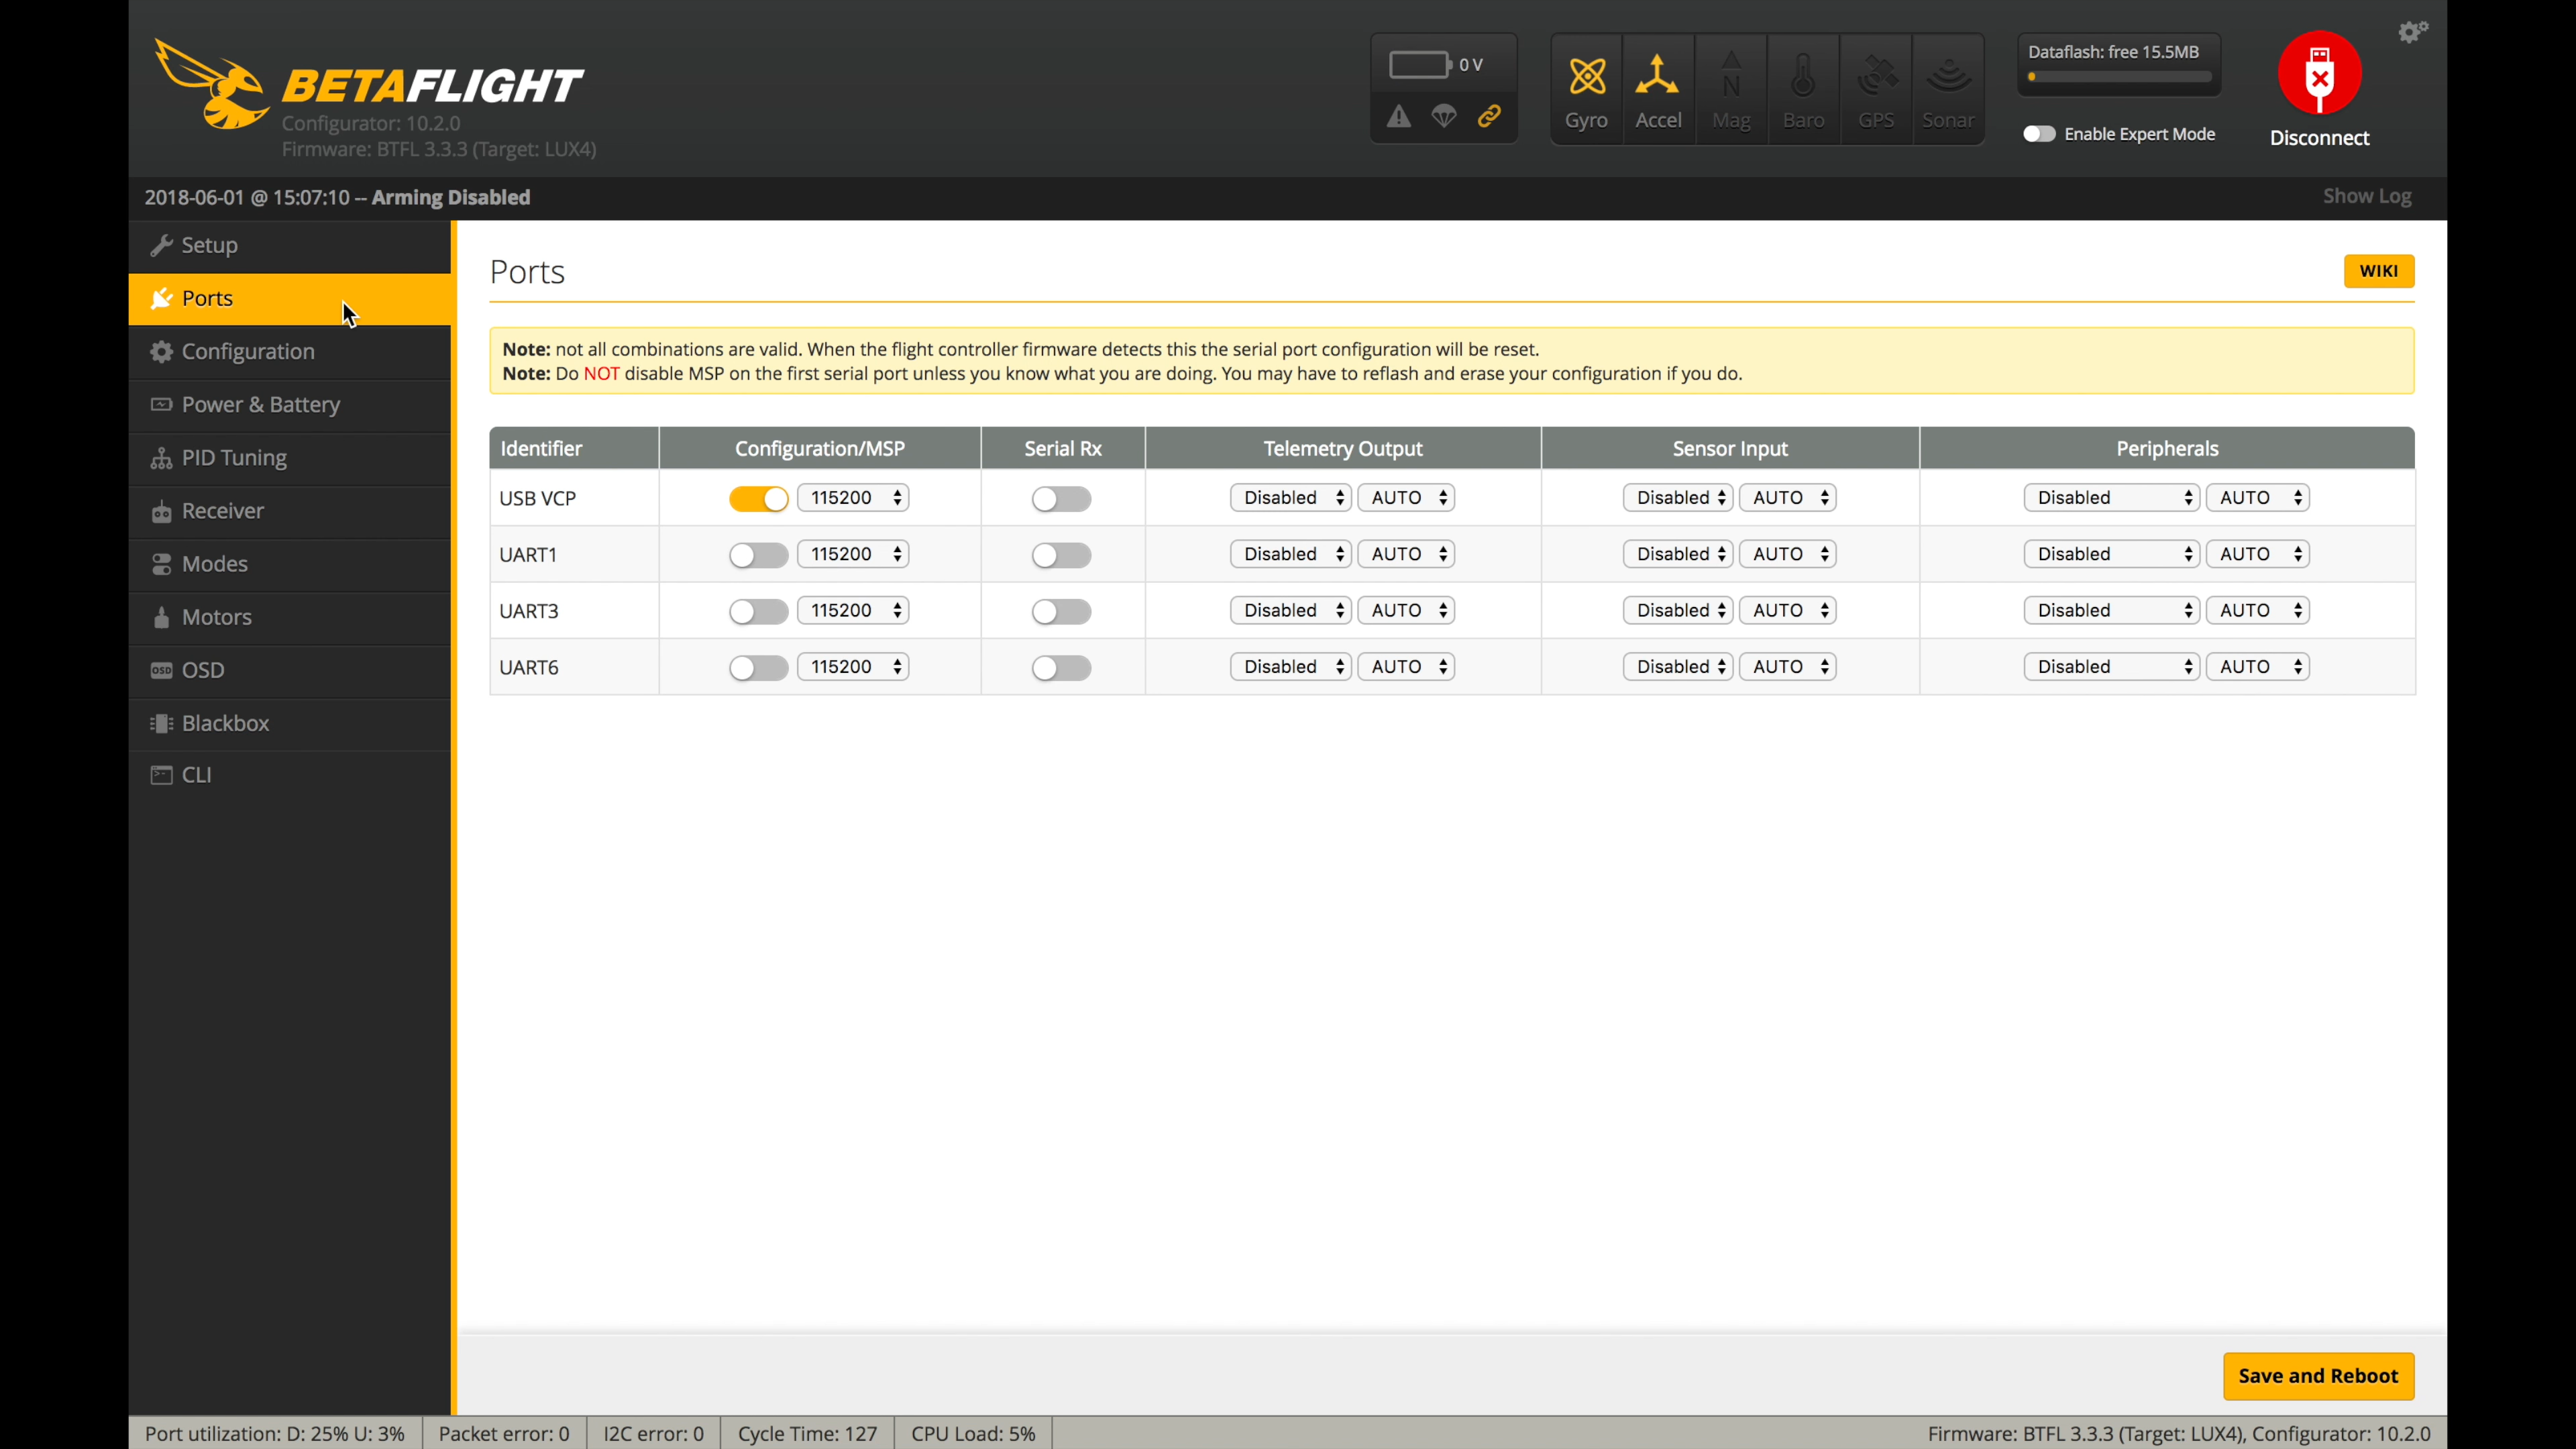 BETAFLIGHT
Configurator: 10.2.0
Firmware: BTFL 3.3.3 (Target: LUX4)
0 V
Gyro
Accel
N
Mag
Baro
GPS
Sonar
Dataflash: free 15.5MB
Enable Expert Mode
Disconnect
2018-06-01 @ 15:07:10 -- Arming Disabled
Show Log
Setup
Ports
Configuration
Power & Battery
PID Tuning
Receiver
Modes
Motors
OSD OSD
Blackbox
CLI
Ports
WIKI
Note: not all combinations are valid. When the flight controller firmware detects this the serial port configuration will be reset.
Note: Do NOT disable MSP on the first serial port unless you know what you are doing. You may have to reflash and erase your configuration if you do.
Identifier Configuration/MSP Serial Rx Telemetry Output Sensor Input Peripherals
USB VCP 115200 Disabled AUTO Disabled AUTO Disabled AUTO
UART1 115200 Disabled AUTO Disabled AUTO Disabled AUTO
UART3 115200 Disabled AUTO Disabled AUTO Disabled AUTO
UART6 115200 Disabled AUTO Disabled AUTO Disabled AUTO
Save and Reboot
Port utilization: D: 25% U: 3% Packet error: 0 I2C error: 0 Cycle Time: 127 CPU Load: 5% Firmware: BTFL 3.3.3 (Target: LUX4), Configurator: 10.2.0